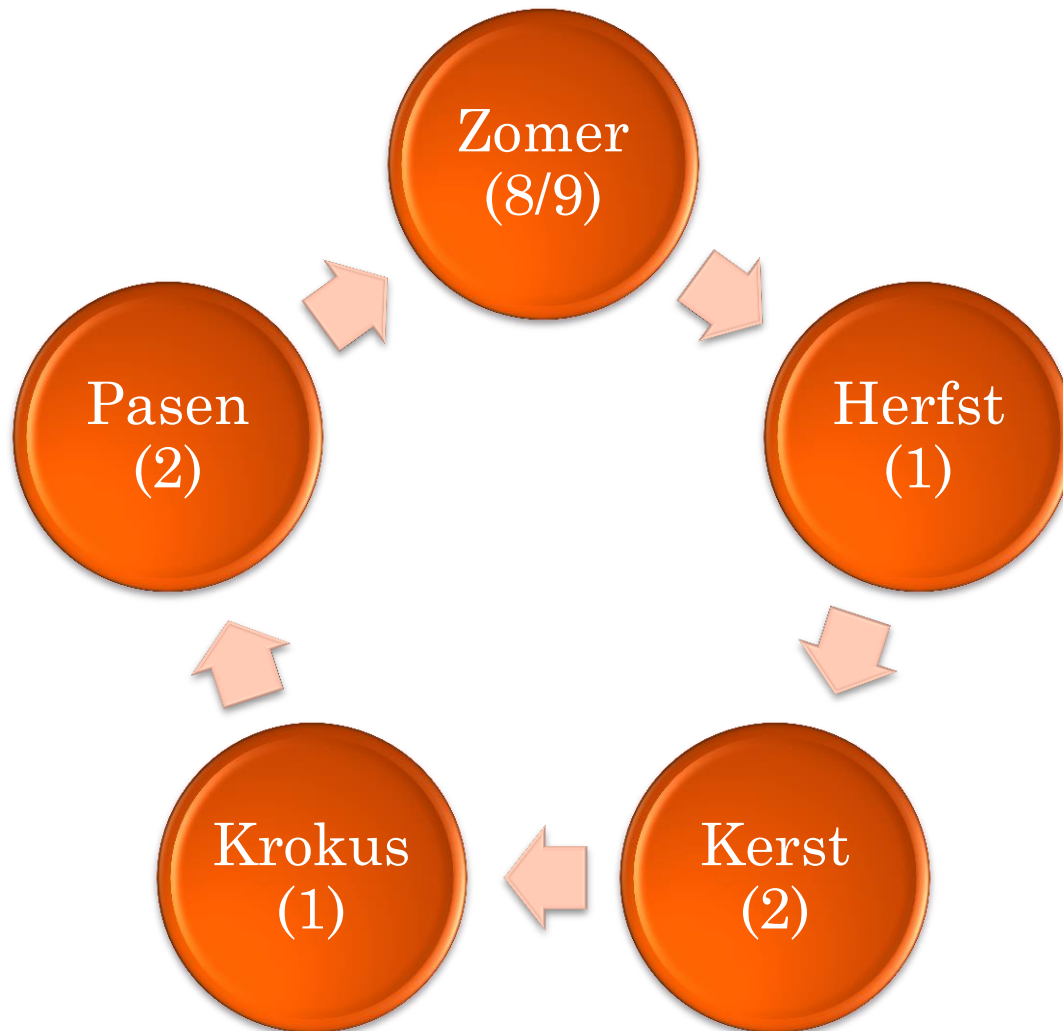 Zomer
(8/9)
Herfst
(1)
Kerst
(2)
Krokus
(1)
Pasen
(2)